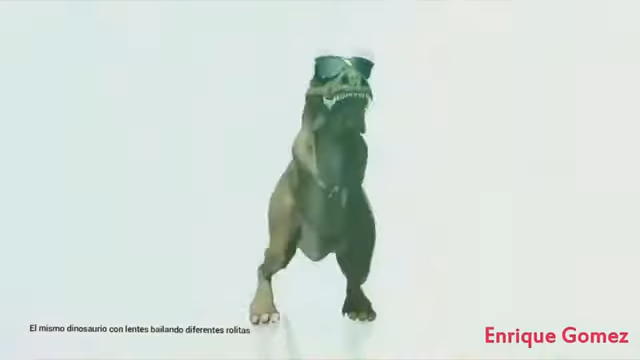 El mismo dinosaurio con lentes bailando diferentes rolitas
Enrique Gomez